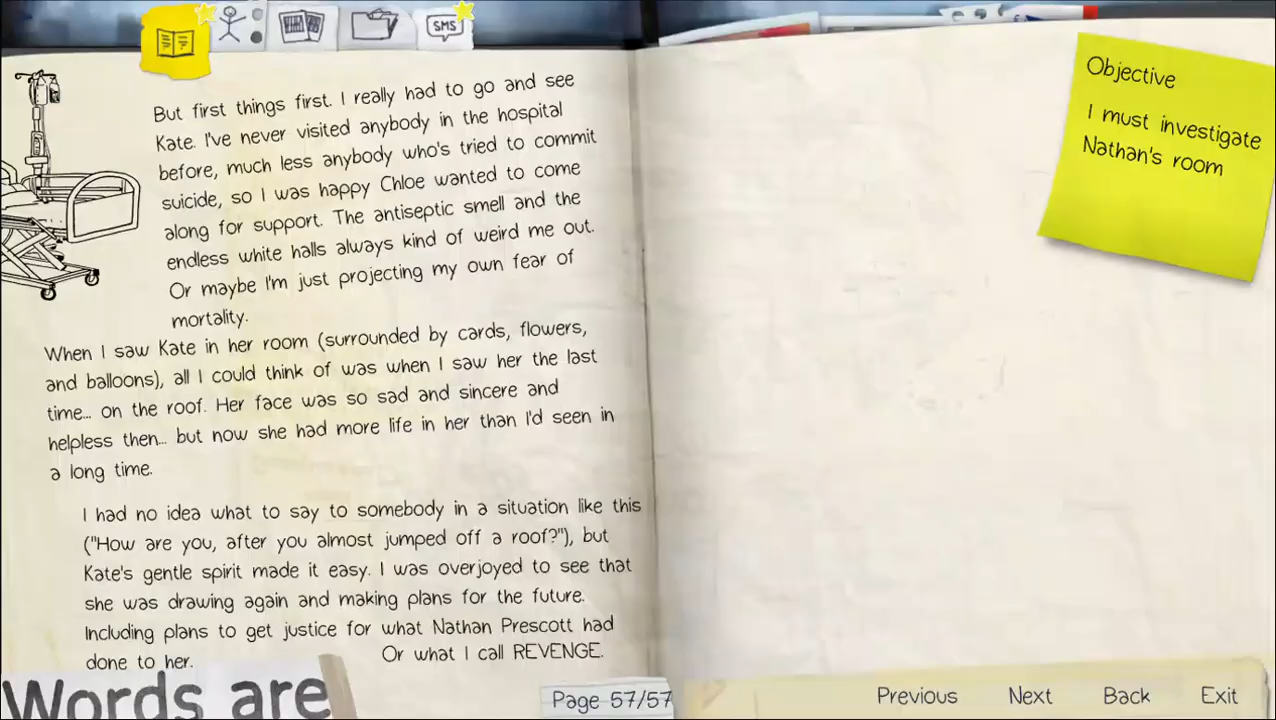 SMS
But first things first. I really had to go and see
Kate. I've never visited anybody in the hospital
before, much less anybody who's tried to commit
suicide, so I was happy Chloe wanted to come
along for support. The antiseptic smell and the
endless white halls always kind of weird me out.
Or maybe I'm just projecting my own fear of
mortality.
When I saw Kate in her room (surrounded by cards, flowers,
and balloons), all I could think of was when I saw her the last
time... on the roof. Her face was so sad and sincere and
helpless then... but now she had more life in her than I'd seen in
a long time.
I had no idea what to say to somebody in a situation like this
("How are you, after you almost jumped off a roof?"), but
Kate's gentle spirit made it easy. I was overjoyed to see that
she was drawing again and making plans for the future.
Including plans to get justice for what Nathan Prescott had
done to her.
Or what I call REVENGE.
Words are
Page 57/57
Objective
I must investigate
Nathan's room
Previous Next Back Exit